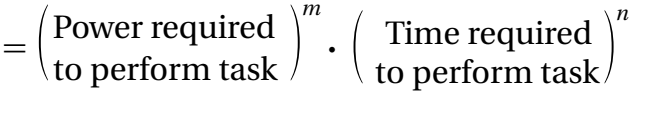 = (Power required to perform task)^m · (Time required to perform task)^n